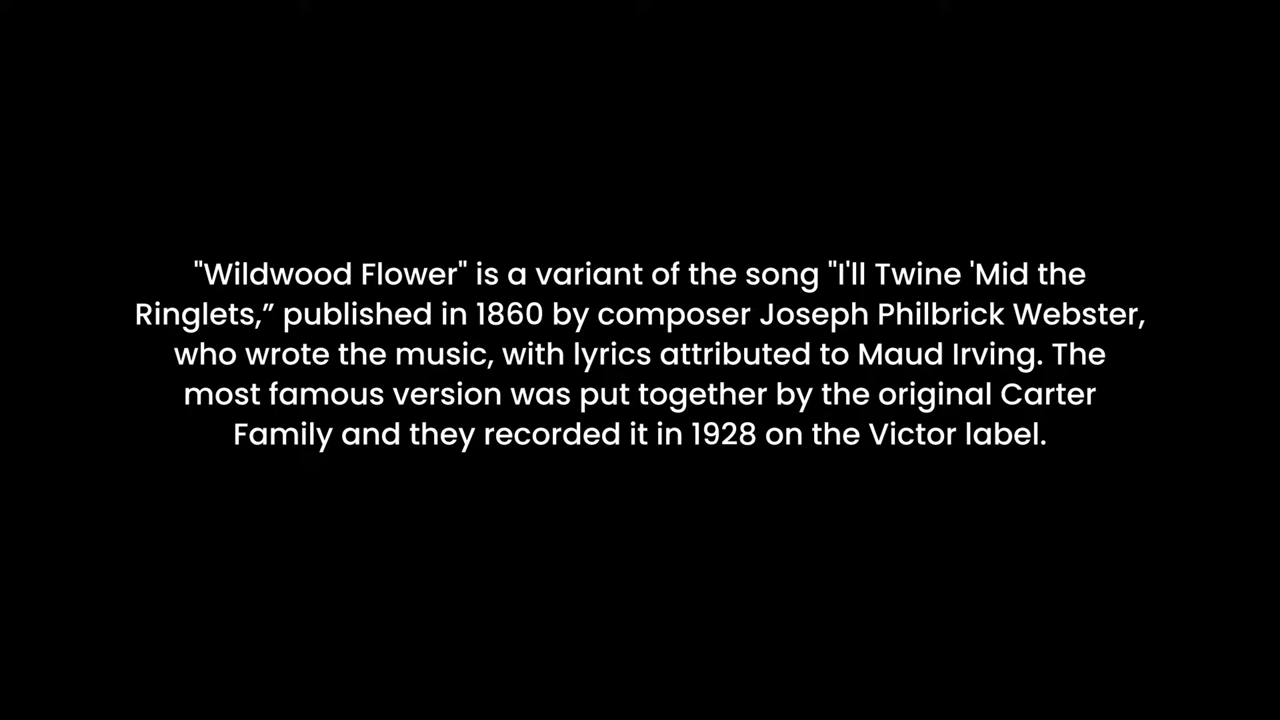 "Wildwood Flower" is a variant of the song "I'll Twine 'Mid the
Ringlets,” published in 1860 by composer Joseph Philbrick Webster,
who wrote the music, with lyrics attributed to Maud Irving. The
most famous version was put together by the original Carter
Family and they recorded it in 1928 on the Victor label.